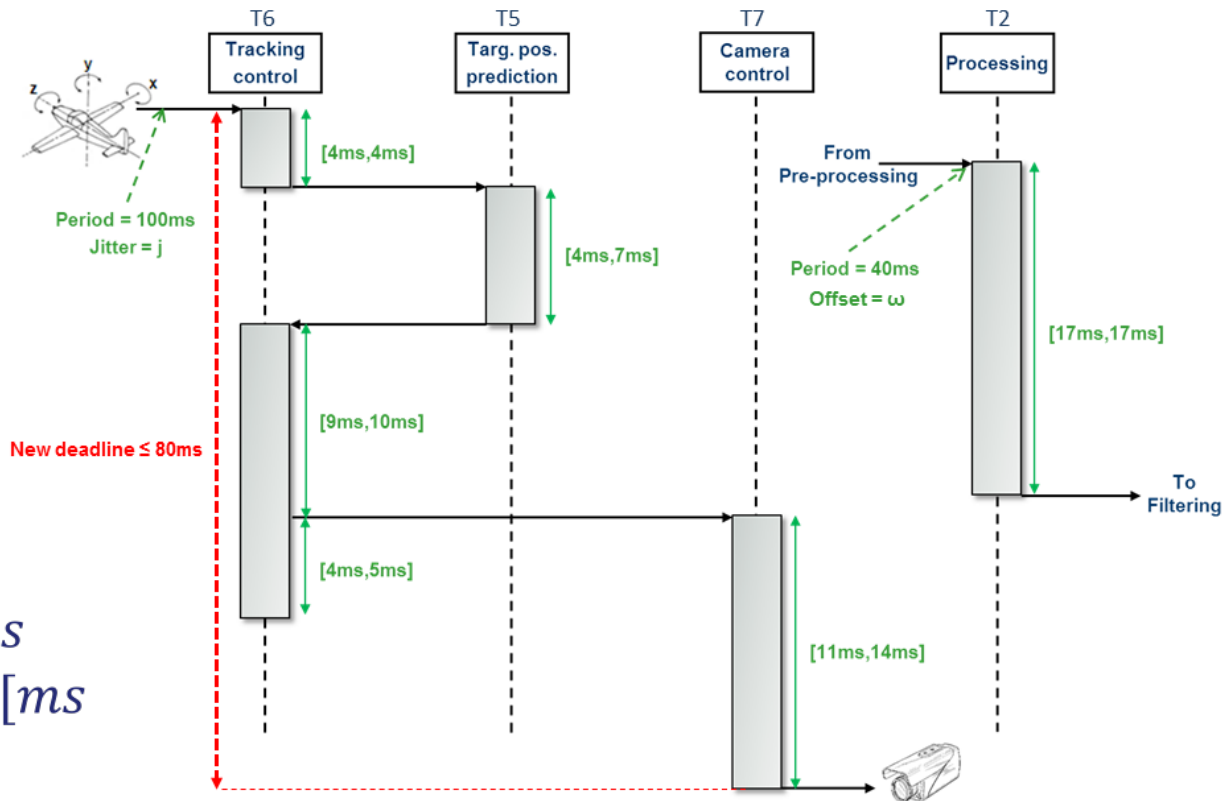 T6
T5
T7
T2
Tracking
control
Targ. pos.
prediction
Camera
control
Processing
y
z
x
[4ms,4ms]
From
Pre-processing
Period = 100ms
Jitter = j
[4ms,7ms]
Period = 40ms
Offset = ω
[17ms,17ms]
[9ms,10ms]
New deadline ≤ 80ms
To
Filtering
[4ms,5ms]
s
[ms
[11ms,14ms]